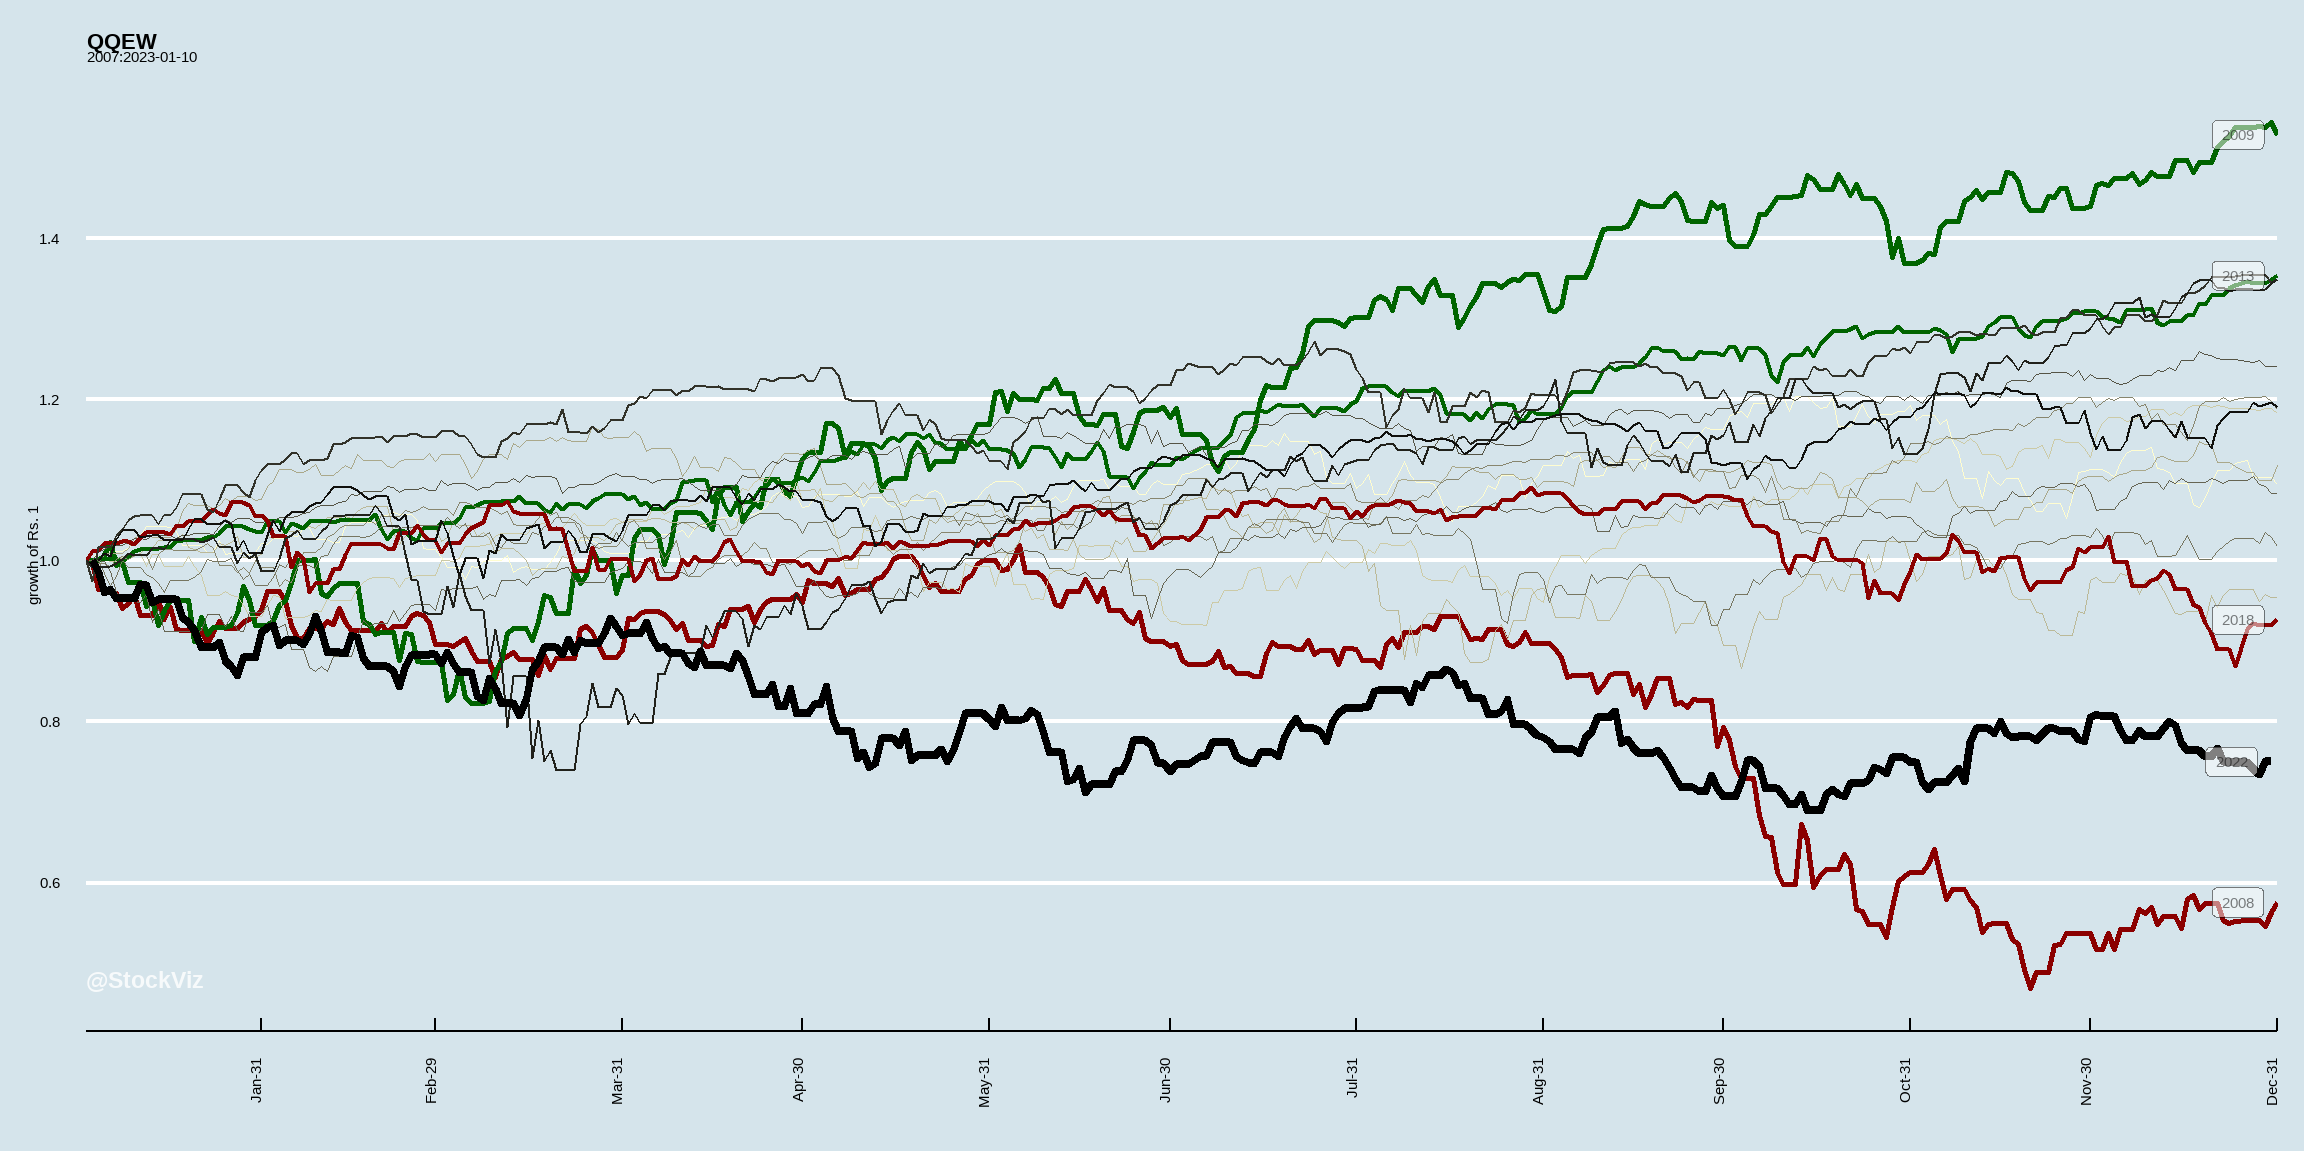 QQEW
2007:2023-01-10
growth of Rs. 1
1.4
1.2
1.0
0.8
0.6
2009
2013
2018
2022
2008
@StockViz
Jan-31
Feb-29
Mar-31
Apr-30
May-31
Jun-30
Jul-31
Aug-31
Sep-30
Oct-31
Nov-30
Dec-31